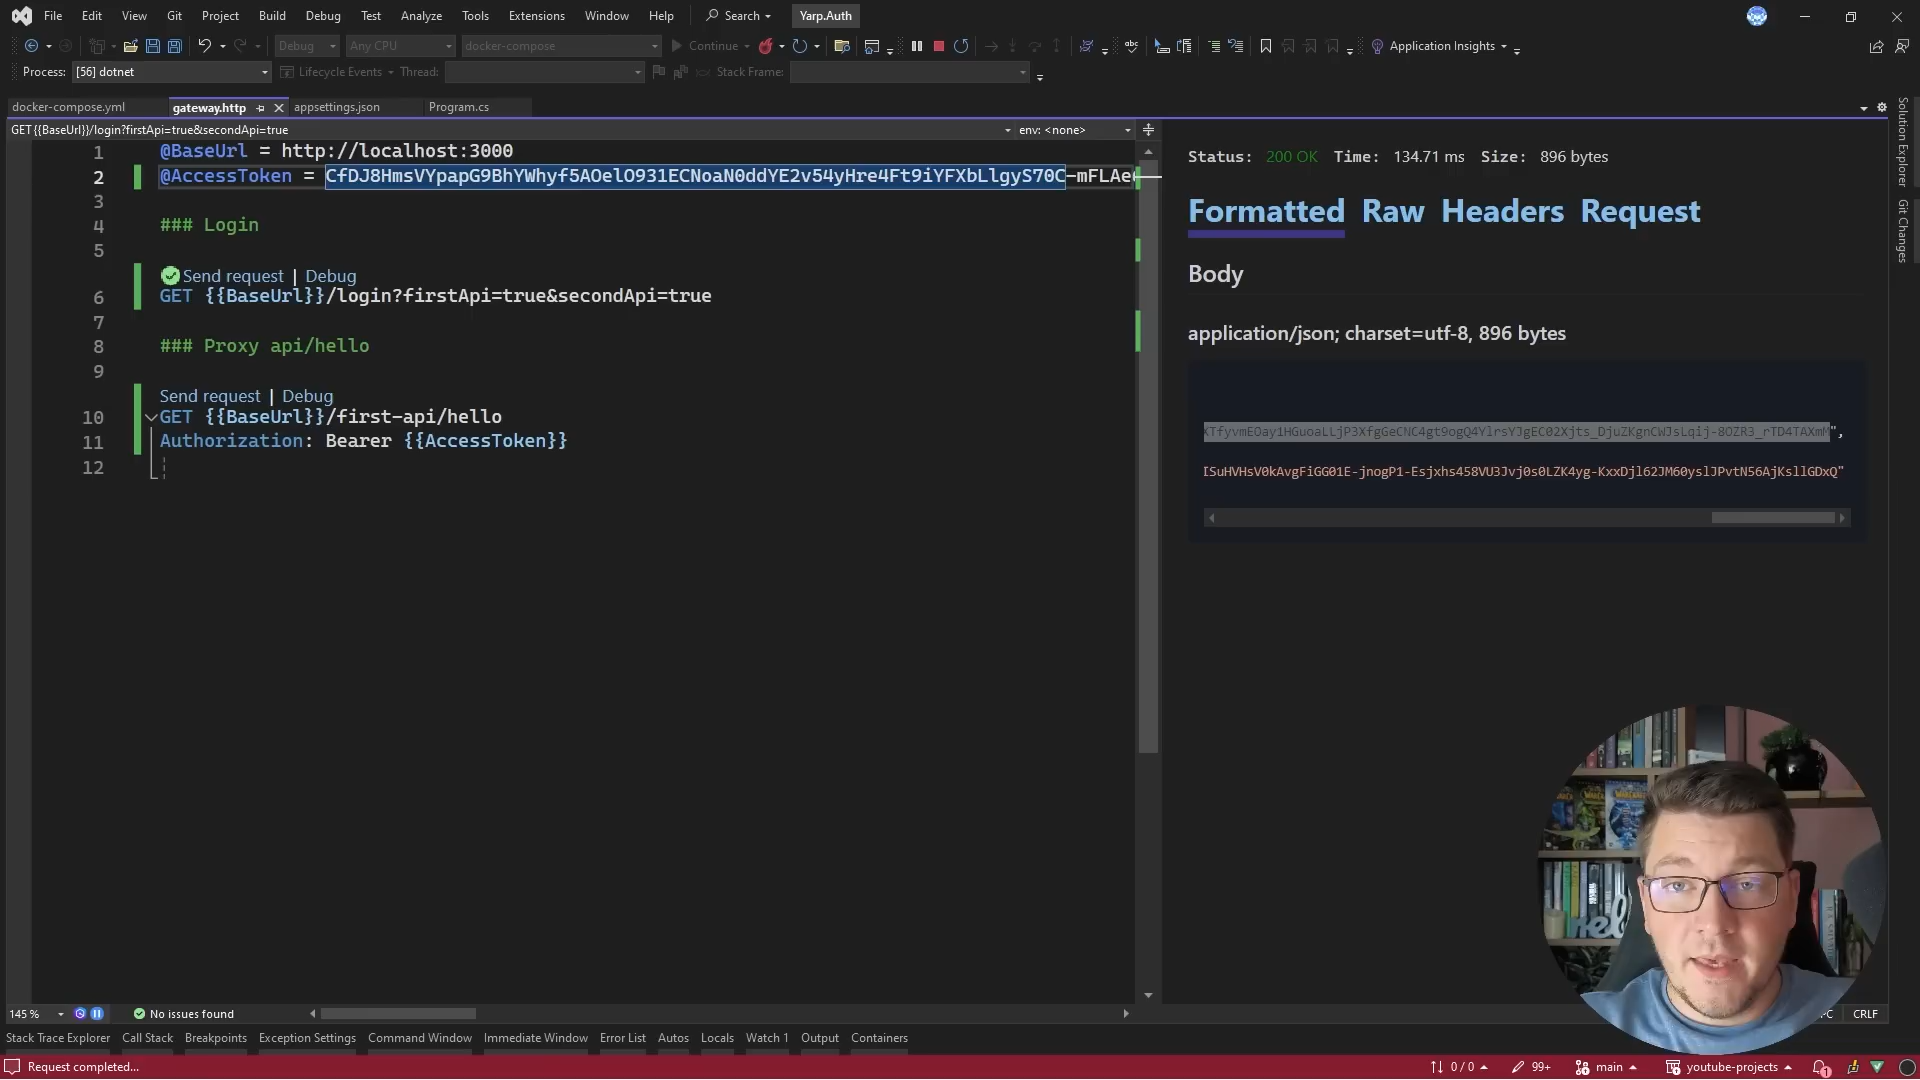 File Edit View Git Project Build Debug Test Analyze Tools Extensions Window Help Search Yarp.Auth
Debug Any CPU docker-compose Continue Application Insights
Process: [56] dotnet Lifecycle Events Thread: Stack Frame:
docker-compose.yml gateway.http appsettings.json Program.cs
GET {{BaseUrl}}/login?firstApi=true&secondApi=true env: <none>
1 @BaseUrl = http://localhost:3000
2 @AccessToken = CfDJ8HmsVYpapG9BhYWhyf5AOelO931ECNoaN0ddYE2v54yHre4Ft9iYFXbLlgyS70C-mFLAe
3
4 ### Login
5
Send request | Debug
6 GET {{BaseUrl}}/login?firstApi=true&secondApi=true
7
8 ### Proxy api/hello
9
Send request | Debug
10 GET {{BaseUrl}}/first-api/hello
11 Authorization: Bearer {{AccessToken}}
12
Status: 200 OK Time: 134.71 ms Size: 896 bytes
Formatted Raw Headers Request
Body
application/json; charset=utf-8, 896 bytes
XTfyvmEOay1HGuoaLLjP3XfgGeCNC4gt9ogQ4YlrsYJgEC02Xjts_DjuZKgnCWJsLqij-8OZR3_rTD4TAXmM",
ISuHVHsV0kAvgFiGG01E-jnogP1-Esjxhs458VU3Jvj0s0LZK4yg-KxxDjl62JM60yslJPvtN56AjKsllGDxQ"
Solution Explorer
Git Changes
145 % No issues found CRLF
Stack Trace Explorer Call Stack Breakpoints Exception Settings Command Window Immediate Window Error List Autos Locals Watch 1 Output Containers
Request completed... 0 / 0 99+ main youtube-projects 1